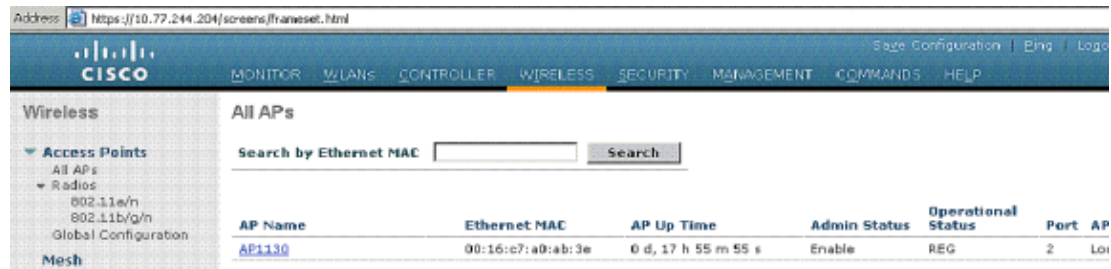 Address https://10.77.244.204/screens/frameset.html
Save Configuration | Ping | Logo
CISCO
MONITOR WLANs CONTROLLER WIRELESS SECURITY MANAGEMENT COMMANDS HELP
Wireless
Access Points
All APs
Radios
802.11a/n
802.11b/g/n
Global Configuration
Mesh
All APs
Search by Ethernet MAC Search
AP Name Ethernet MAC AP Up Time Admin Status Operational Status Port AP
AP1130 00:16:c7:a0:ab:3e 0 d, 17 h 55 m 55 s Enable REG 2 Lo